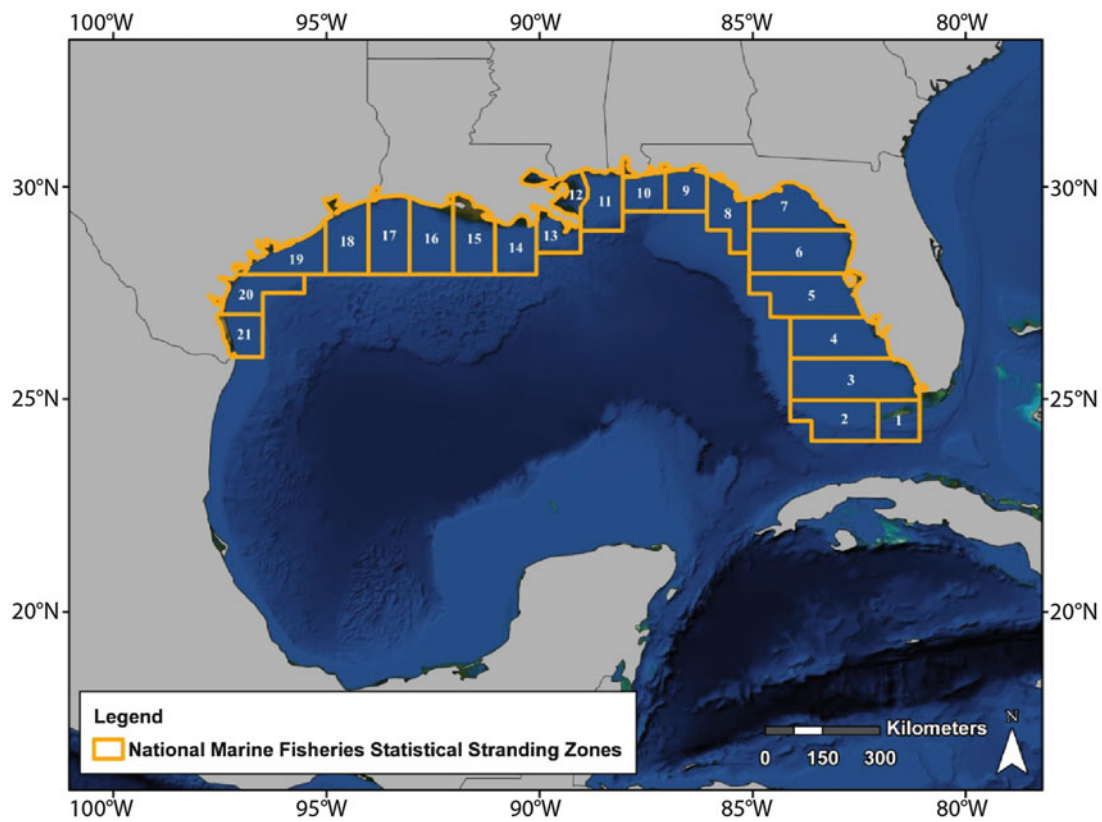 100°W 95°W 90°W 85°W 80°W
30°N 30°N
25°N 25°N
20°N 20°N
12
11
10
9
8
7
13
14
15
16
17
18
19
6
5
20
21
4
3
2
1
Legend
National Marine Fisheries Statistical Stranding Zones
Kilometers
0 150 300
N
100°W 95°W 90°W 85°W 80°W